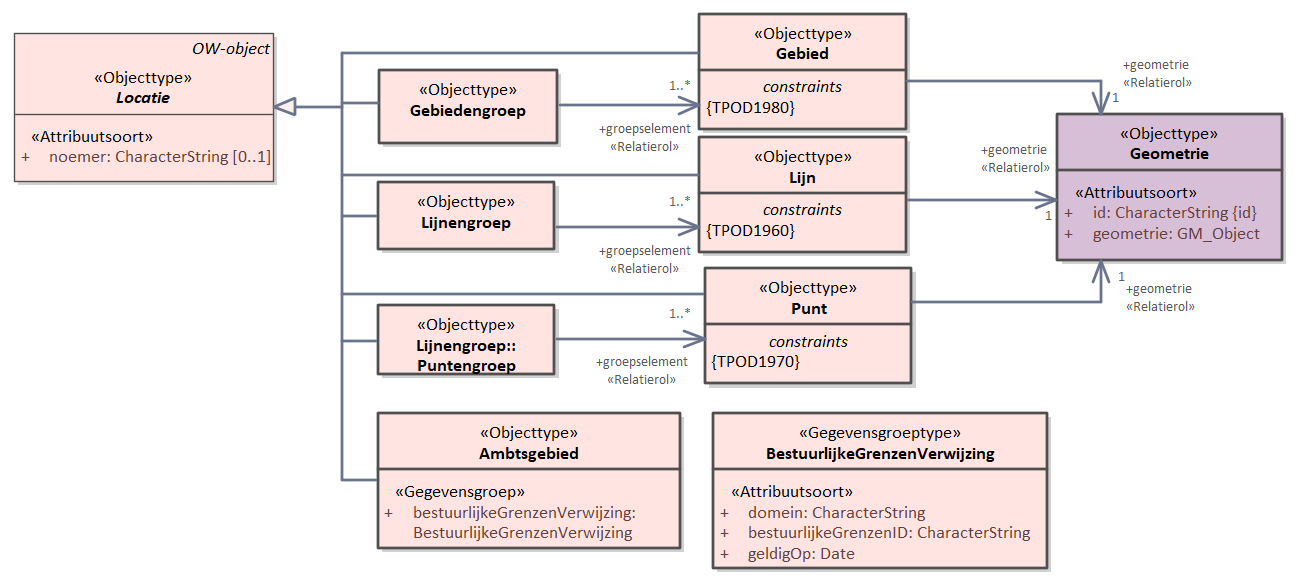 OW-object
«Objecttype»
Locatie
«Attribuutsoort»
+ noemer: CharacterString [0..1]
«Objecttype»
Gebiedengroep
1..*
+groepselement
«Relatierol»
«Objecttype»
Gebied
constraints
{TPOD1980}
+geometrie
«Relatierol»
1
«Objecttype»
Lijnengroep
1..*
+groepselement
«Relatierol»
«Objecttype»
Lijn
constraints
{TPOD1960}
+geometrie
«Relatierol»
1
«Objecttype»
Geometrie
«Attribuutsoort»
+ id: CharacterString {id}
+ geometrie: GM_Object
«Objecttype»
Lijnengroep::
Puntengroep
1..*
+groepselement
«Relatierol»
«Objecttype»
Punt
constraints
{TPOD1970}
1
+geometrie
«Relatierol»
«Objecttype»
Ambtsgebied
«Gegevensgroep»
+ bestuurlijkeGrenzenVerwijzing:
BestuurlijkeGrenzenVerwijzing
«Gegevensgroeptype»
BestuurlijkeGrenzenVerwijzing
«Attribuutsoort»
+ domein: CharacterString
+ bestuurlijkeGrenzenID: CharacterString
+ geldigOp: Date